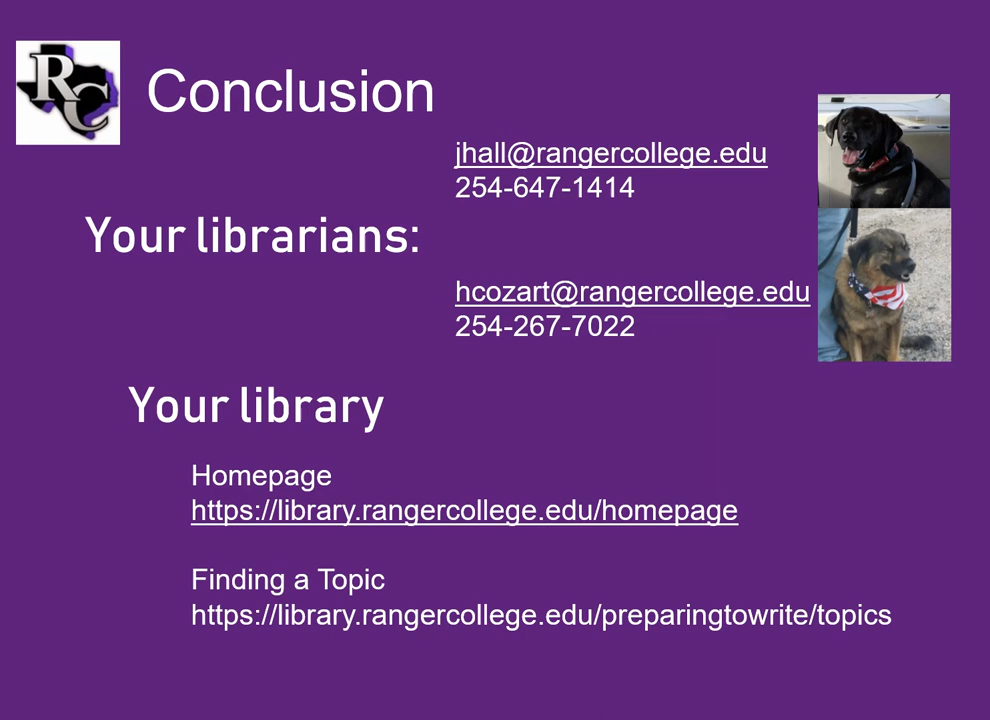 RC
Conclusion
jhall@rangercollege.edu
254-647-1414
Your librarians:
hcozart@rangercollege.edu
254-267-7022
Your library
Homepage
https://library.rangercollege.edu/homepage
Finding a Topic
https://library.rangercollege.edu/preparingtowrite/topics